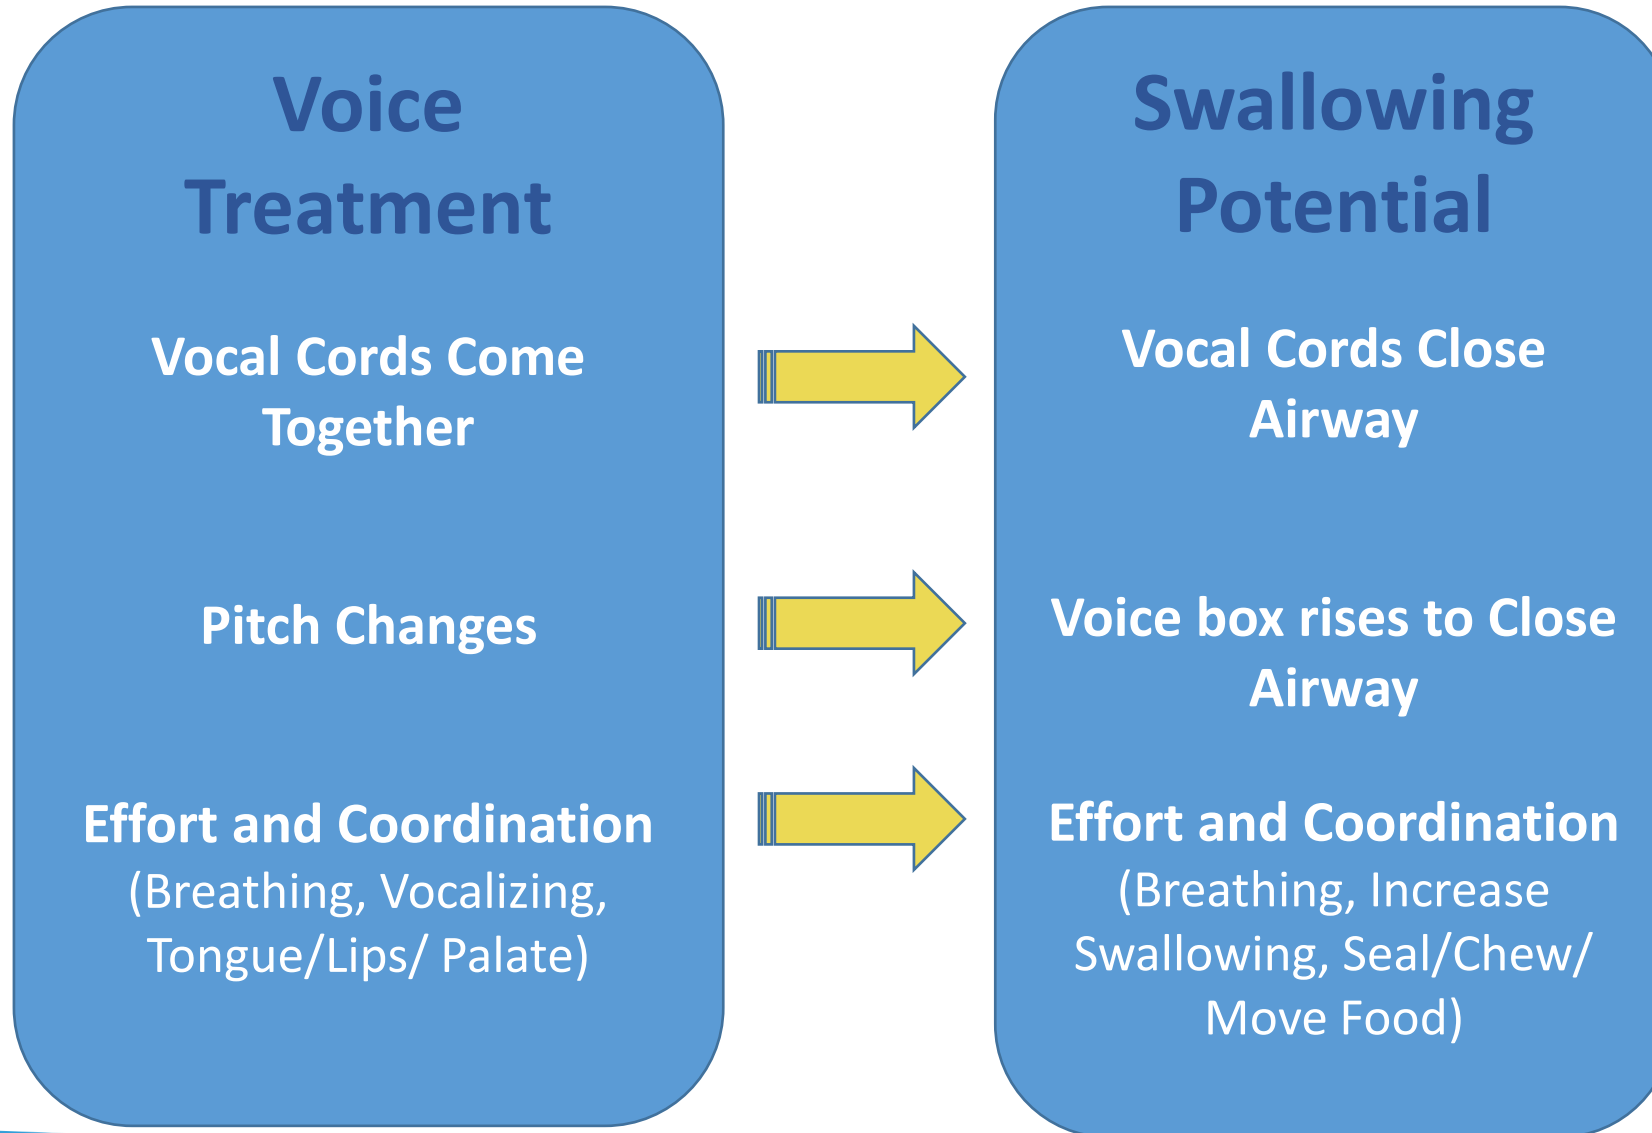 Voice
Treatment
Vocal Cords Come
Together
Pitch Changes
Effort and Coordination
(Breathing, Vocalizing,
Tongue/Lips/ Palate)
Swallowing
Potential
Vocal Cords Close
Airway
Voice box rises to Close
Airway
Effort and Coordination
(Breathing, Increase
Swallowing, Seal/Chew/
Move Food)